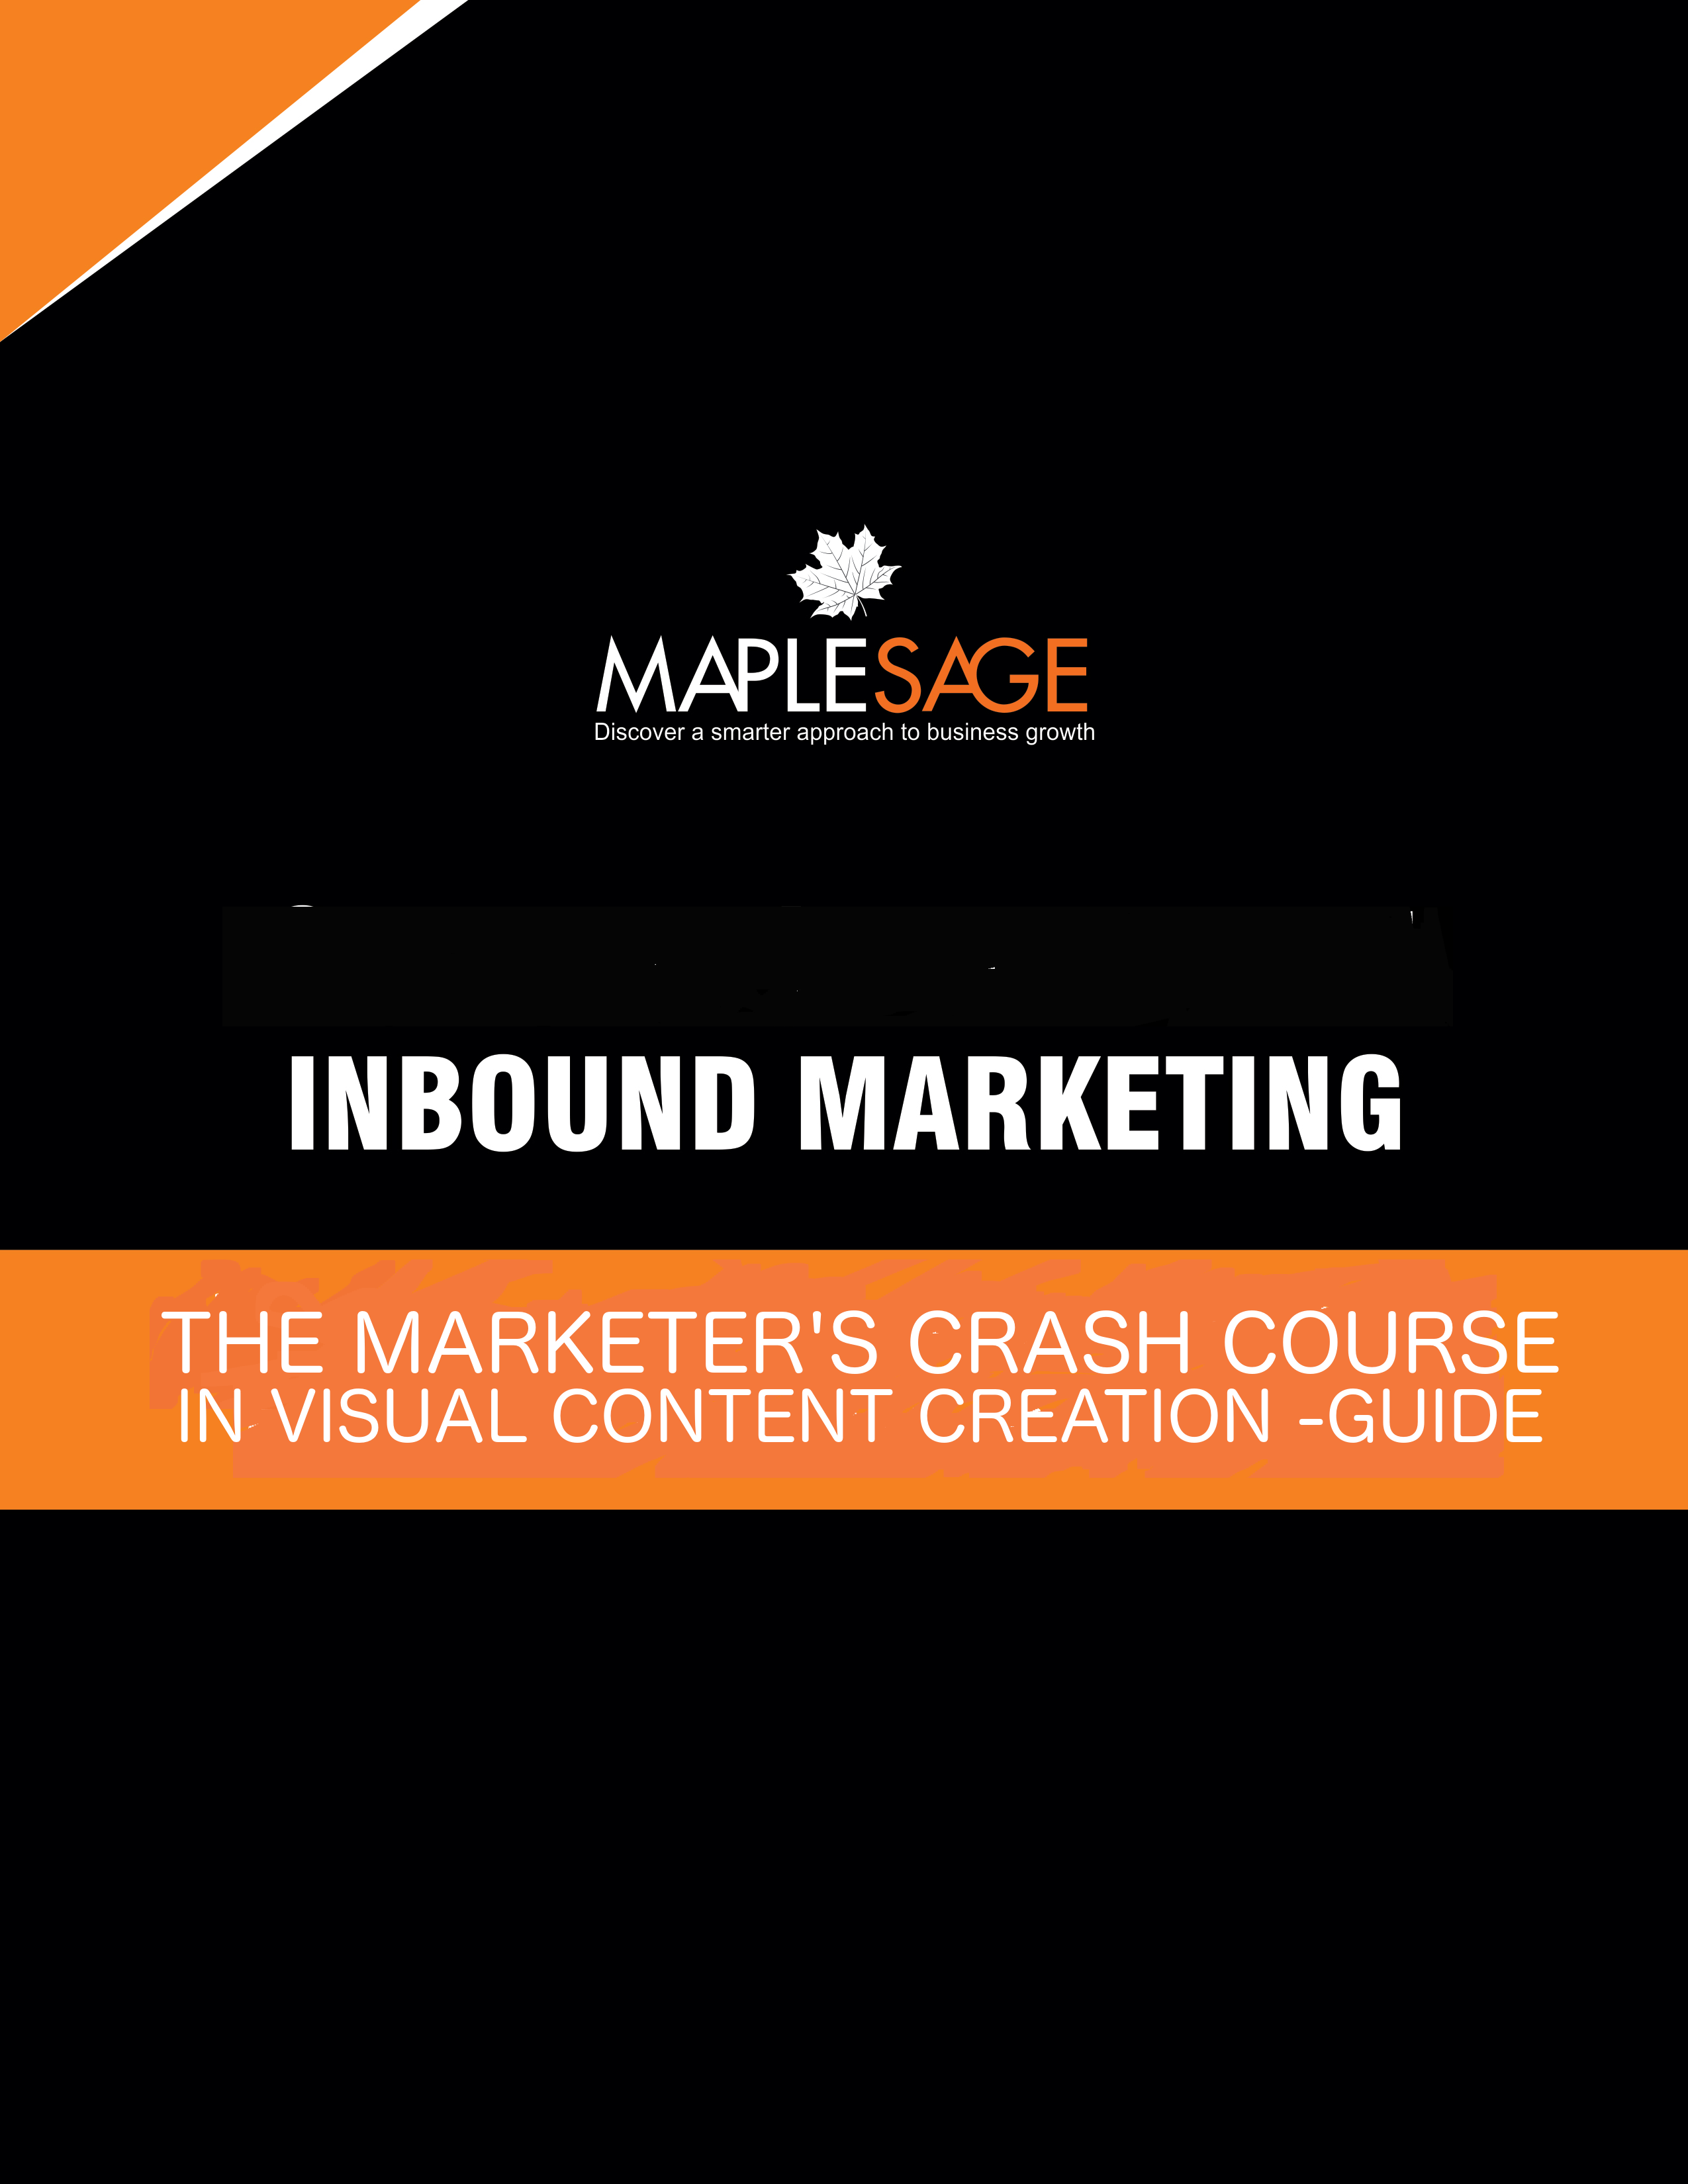 MAPLESAGE
Discover a smarter approach to business growth
INBOUND MARKETING
THE MARKETER'S CRASH COURSE
IN VISUAL CONTENT CREATION -GUIDE